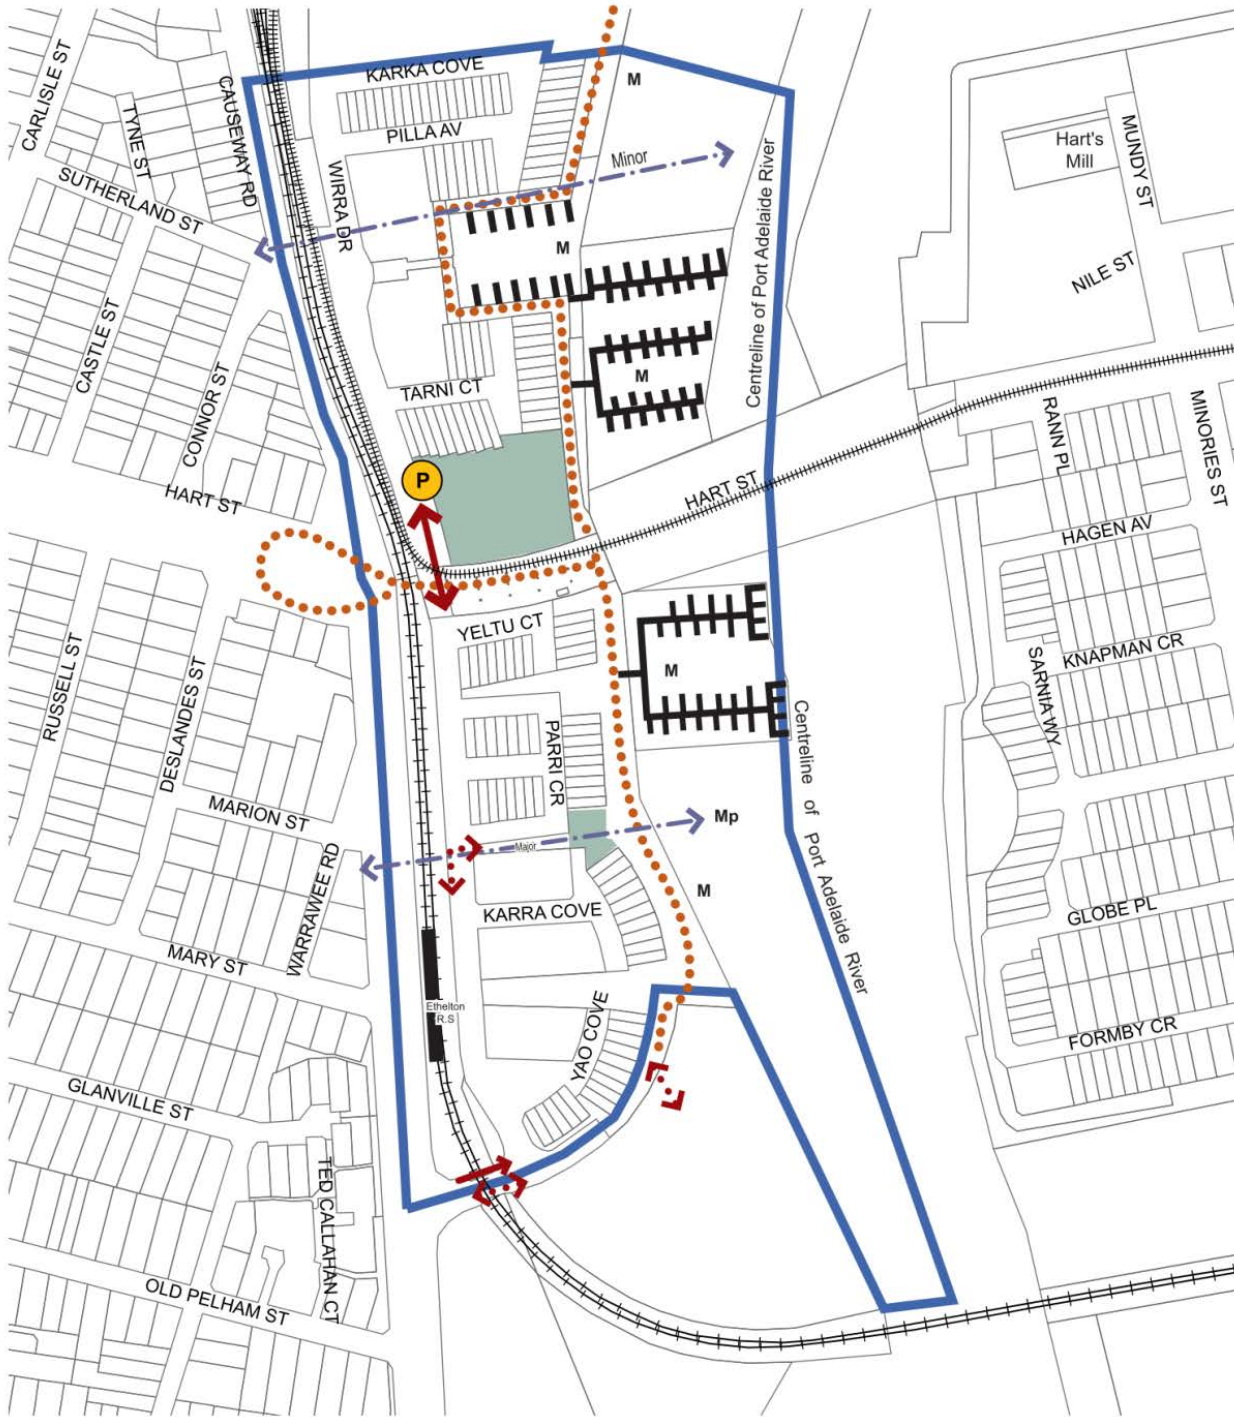 CARLISLE ST
TYNE ST
CAUSEWAY RD
KARKA COVE
M
PILLA AV
Minor
Hart's
Mill
MUNDY ST
SUTHERLAND ST
WIRRA DR
M
Centreline of Port Adelaide River
NILE ST
CASTLE ST
CONNOR ST
TARNI CT
M
RANN PL
MINORIES ST
P
HART ST
HART ST
HAGEN AV
YELTU CT
RUSSELL ST
DESLANDES ST
M
SARNIA WY
KNAPMAN CR
PARRI CR
Centreline of Port Adelaide River
MARION ST
Mp
Major
WARRAWEE RD
M
KARRA COVE
GLOBE PL
MARY ST
Ethelton
R.S
YAO COVE
FORMBY CR
GLANVILLE ST
TED CALLAHAN CT
OLD PELHAM ST